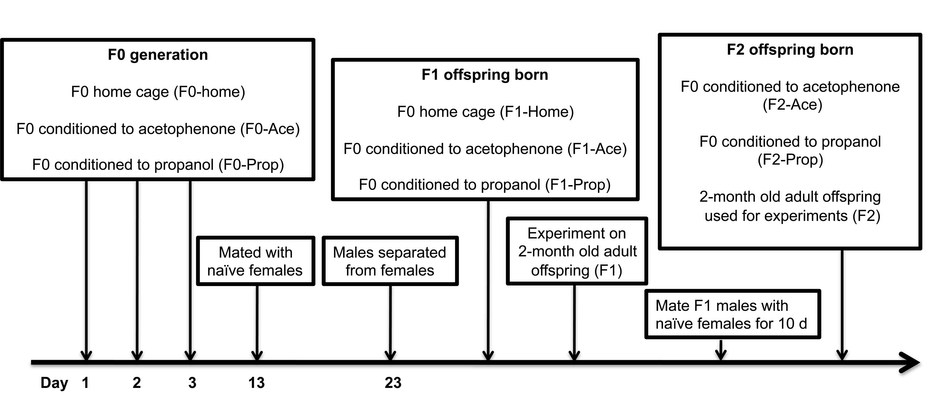 F0 generation
F0 home cage (F0-home)
F0 conditioned to acetophenone (F0-Ace)
F0 conditioned to propanol (F0-Prop)
F1 offspring born
F0 home cage (F1-Home)
F0 conditioned to acetophenone (F1-Ace)
F0 conditioned to propanol (F1-Prop)
F2 offspring born
F0 conditioned to acetophenone
(F2-Ace)
F0 conditioned to propanol
(F2-Prop)
2-month old adult offspring
used for experiments (F2)
Mated with
naïve females
Males separated
from females
Experiment on
2-month old adult
offspring (F1)
Mate F1 males with
naïve females for 10 d
Day 1 2 3 13 23